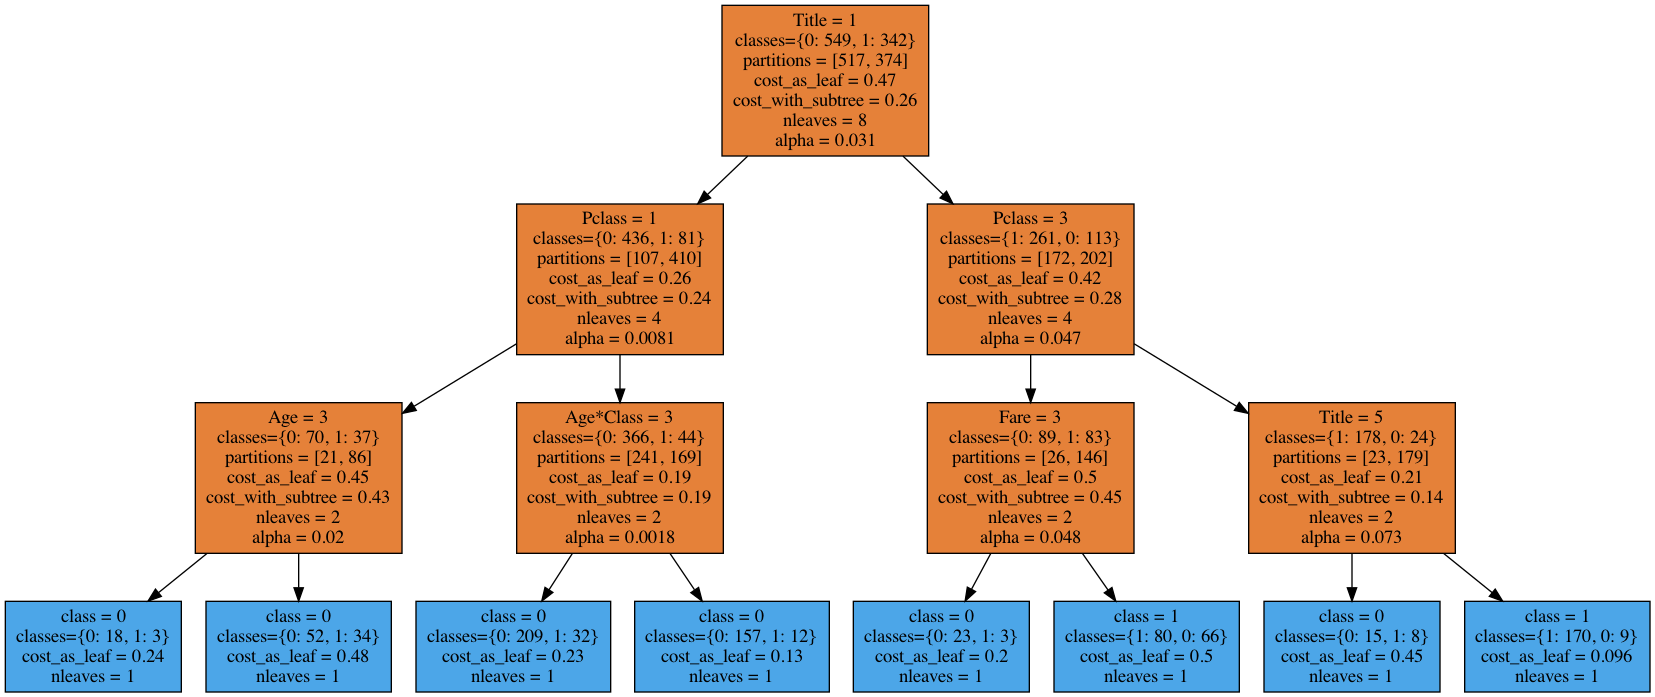 Title = 1
classes={0: 549, 1: 342}
partitions = [517, 374]
cost_as_leaf = 0.47
cost_with_subtree = 0.26
nleaves = 8
alpha = 0.031
Pclass = 1
classes={0: 436, 1: 81}
partitions = [107, 410]
cost_as_leaf = 0.26
cost_with_subtree = 0.24
nleaves = 4
alpha = 0.0081
Pclass = 3
classes={1: 261, 0: 113}
partitions = [172, 202]
cost_as_leaf = 0.42
cost_with_subtree = 0.28
nleaves = 4
alpha = 0.047
Age = 3
classes={0: 70, 1: 37}
partitions = [21, 86]
cost_as_leaf = 0.45
cost_with_subtree = 0.43
nleaves = 2
alpha = 0.02
Age*Class = 3
classes={0: 366, 1: 44}
partitions = [241, 169]
cost_as_leaf = 0.19
cost_with_subtree = 0.19
nleaves = 2
alpha = 0.0018
Fare = 3
classes={0: 89, 1: 83}
partitions = [26, 146]
cost_as_leaf = 0.5
cost_with_subtree = 0.45
nleaves = 2
alpha = 0.048
Title = 5
classes={1: 178, 0: 24}
partitions = [23, 179]
cost_as_leaf = 0.21
cost_with_subtree = 0.14
nleaves = 2
alpha = 0.073
class = 0
classes={0: 18, 1: 3}
cost_as_leaf = 0.24
nleaves = 1
class = 0
classes={0: 52, 1: 34}
cost_as_leaf = 0.48
nleaves = 1
class = 0
classes={0: 209, 1: 32}
cost_as_leaf = 0.23
nleaves = 1
class = 0
classes={0: 157, 1: 12}
cost_as_leaf = 0.13
nleaves = 1
class = 0
classes={0: 23, 1: 3}
cost_as_leaf = 0.2
nleaves = 1
class = 1
classes={1: 80, 0: 66}
cost_as_leaf = 0.5
nleaves = 1
class = 0
classes={0: 15, 1: 8}
cost_as_leaf = 0.45
nleaves = 1
class = 1
classes={1: 170, 0: 9}
cost_as_leaf = 0.096
nleaves = 1